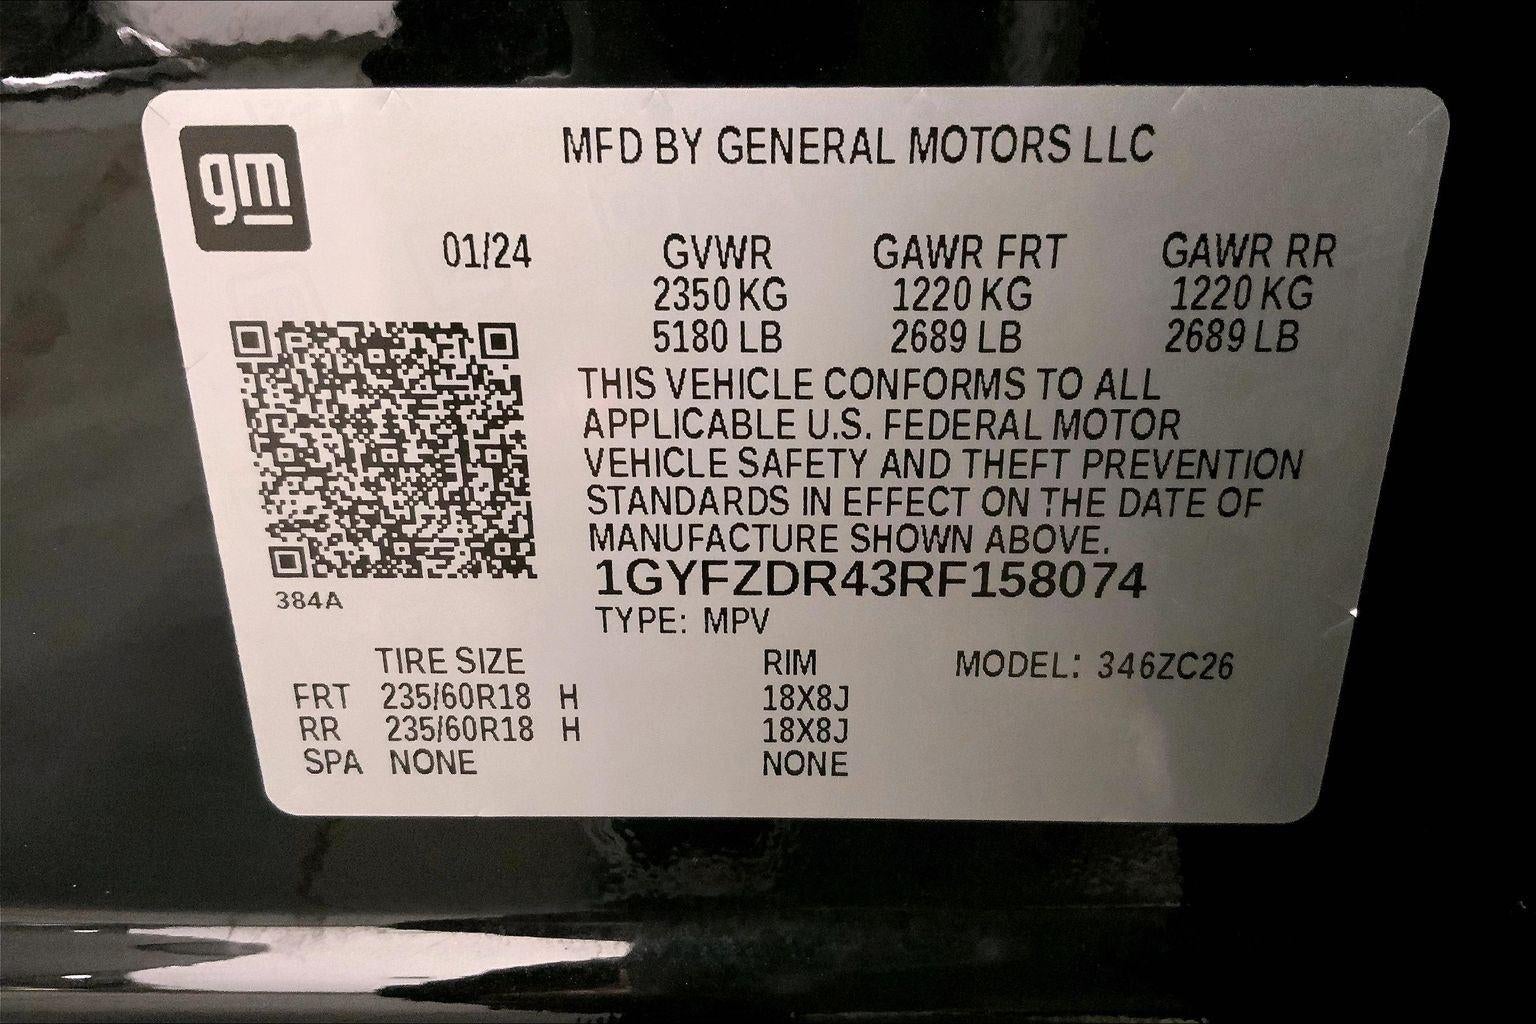 gm
MFD BY GENERAL MOTORS LLC
01/24 GVWR GAWR FRT GAWR RR
2350 KG 1220 KG 1220 KG
5180 LB 2689 LB 2689 LB
THIS VEHICLE CONFORMS TO ALL
APPLICABLE U.S. FEDERAL MOTOR
VEHICLE SAFETY AND THEFT PREVENTION
STANDARDS IN EFFECT ON THE DATE OF
MANUFACTURE SHOWN ABOVE.
1GYFZDR43RF158074
384A
TYPE: MPV
TIRE SIZE RIM MODEL: 346ZC26
FRT 235/60R18 H 18X8J
RR 235/60R18 H 18X8J
SPA NONE NONE